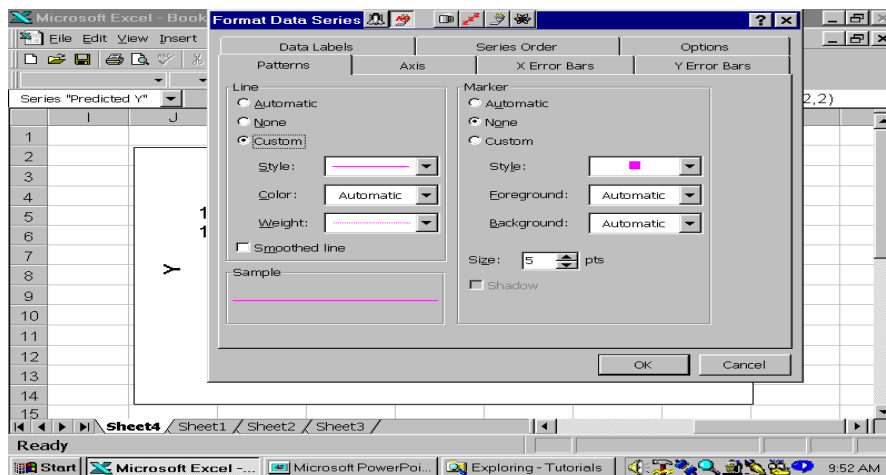 Microsoft Excel - Book
Format Data Series
File Edit View Insert
Data Labels Series Order Options
Patterns Axis X Error Bars Y Error Bars
Series "Predicted Y"
2,2)
I J
Line
Automatic
None
Custom
Style:
Color: Automatic
Weight:
Smoothed line
Sample
Marker
Automatic
None
Custom
Style:
Foreground: Automatic
Background: Automatic
Size: 5 pts
Shadow
OK Cancel
1
2
3
4
5
6
7
8
9
10
11
12
13
14
15
1
1
Y
Sheet4 Sheet1 Sheet2 Sheet3
Ready
Start Microsoft Excel -... Microsoft PowerPoi... Exploring - Tutorials 9:52 AM